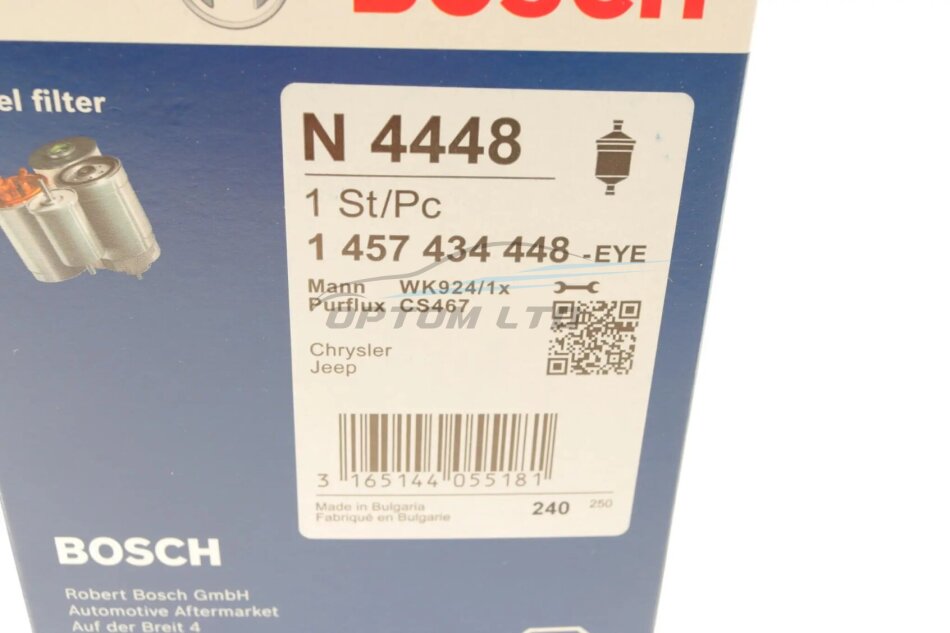 BOSCH
el filter
N 4448
1 St/Pc
1 457 434 448 -EYE
Mann WK924/1x
Purflux CS467
OPTOM LTD
Chrysler
Jeep
3 165144 055181
Made in Bulgaria 240 250
Fabriqué en Bulgarie
BOSCH
Robert Bosch GmbH
Automotive Aftermarket
Auf der Breit 4